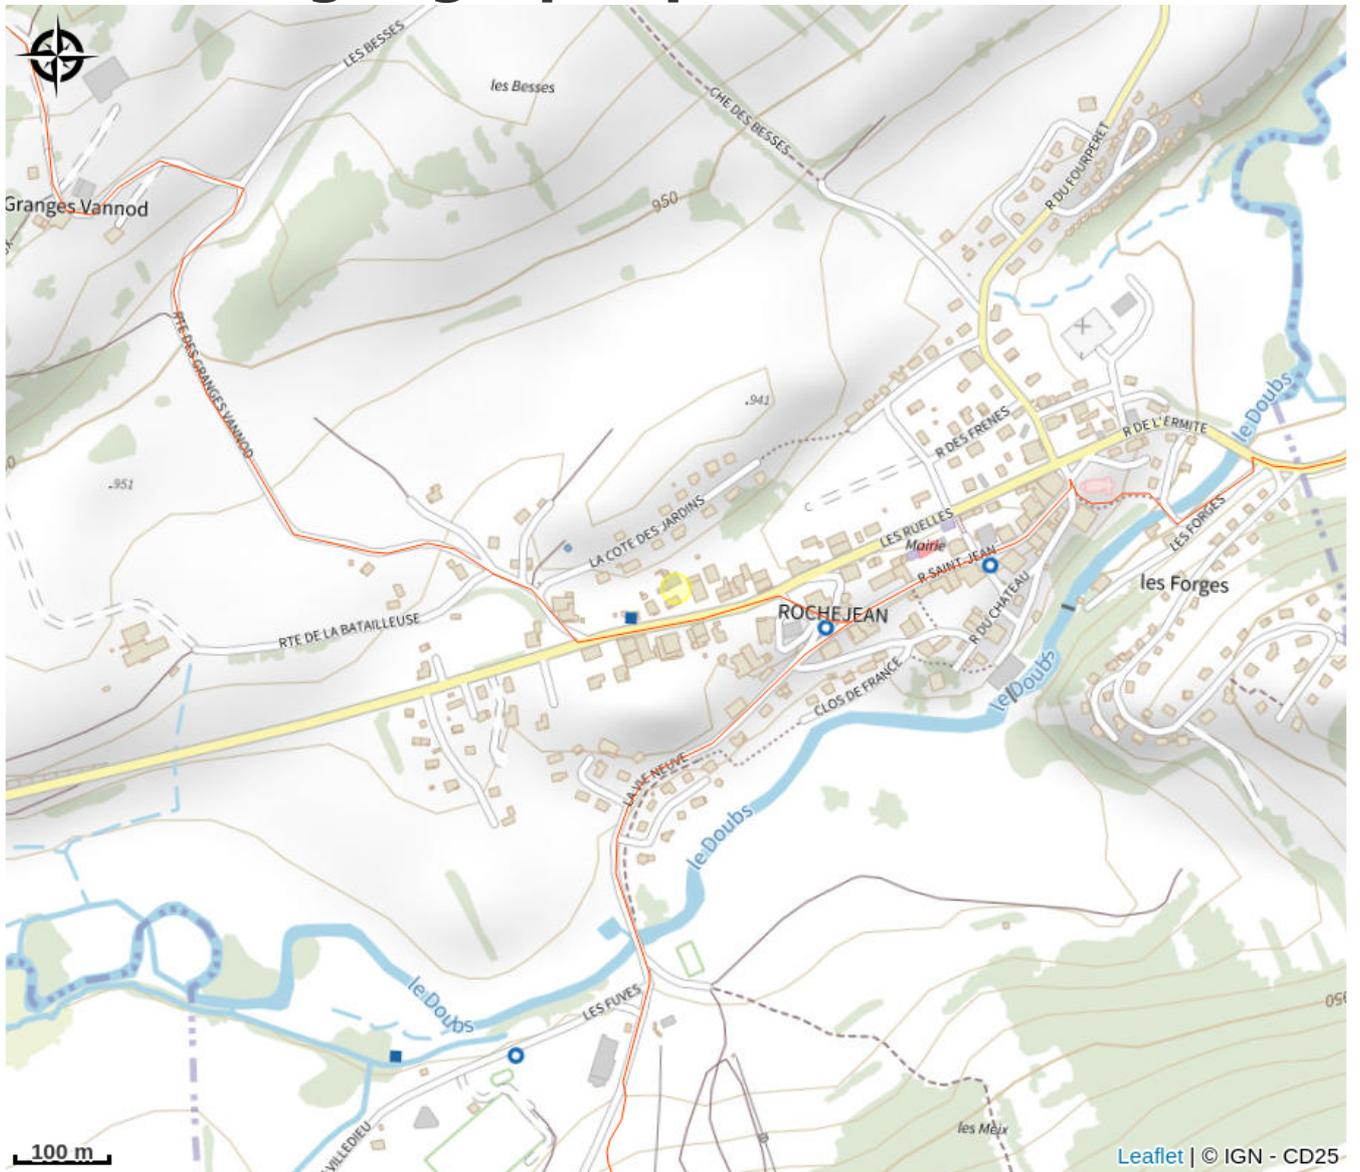 LES BESSES
les Besses
CHE DES BESSES
R DU FOURPERET
Granges Vannod
950
RTE DES GRANGES VANNOD
le Doubs
941
R DES FRENES
R DE L'ERMITE
951
LA COTE DES JARDINS
LES RUELLES
Mairie
LES FORGES
R SAINT-JEAN
les Forges
ROCHEJEAN
R DU CHATEAU
RTE DE LA BATAILLEUSE
le Doubs
CLOS DE FRANCE
LA VIE NEUVE
le Doubs
le Doubs
LES FUVES
950
les Meix
VILLEDIEU
100 m
Leaflet | © IGN - CD25